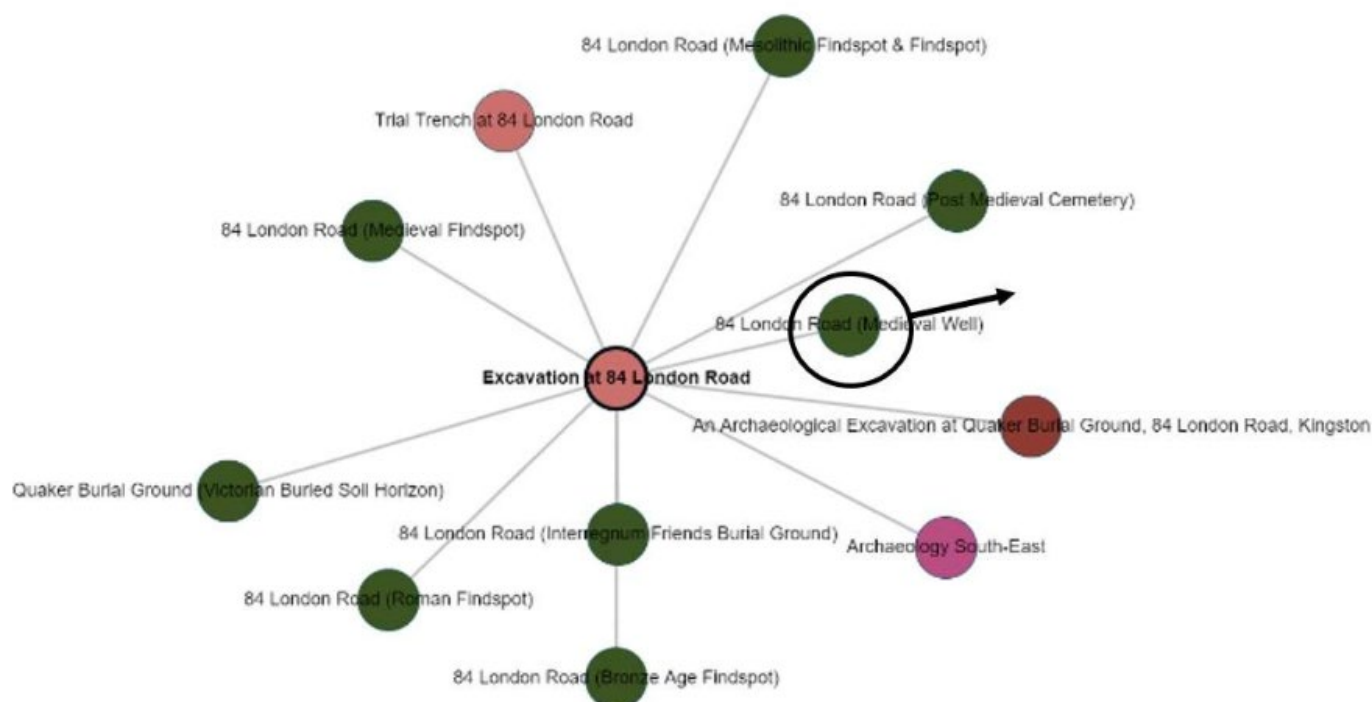 84 London Road (Mesolithic Findspot & Findspot)
Trial Trench at 84 London Road
84 London Road (Post Medieval Cemetery)
84 London Road (Medieval Findspot)
84 London Road (Medieval Well)
Excavation at 84 London Road
An Archaeological Excavation at Quaker Burial Ground, 84 London Road, Kingston
Quaker Burial Ground (Victorian Buried Soil Horizon)
84 London Road (Interregnum Friends Burial Ground)
Archaeology South-East
84 London Road (Roman Findspot)
84 London Road (Bronze Age Findspot)